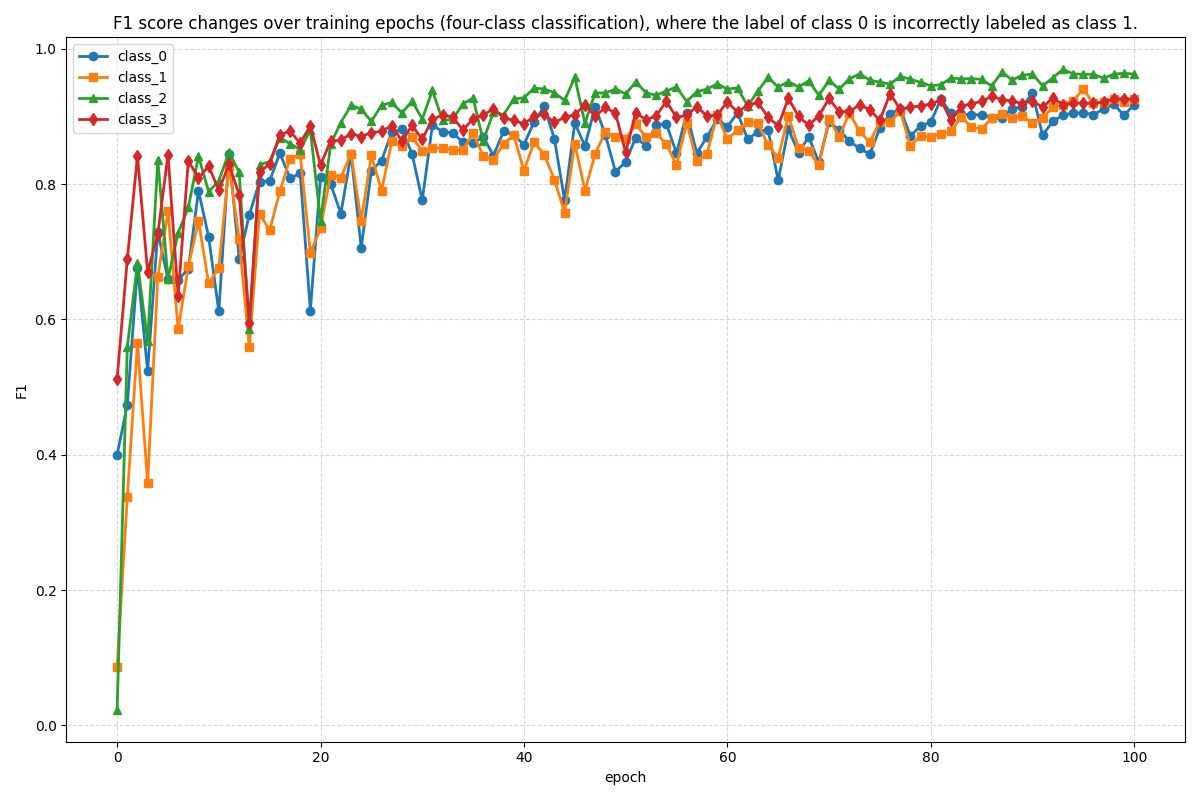 F1 score changes over training epochs (four-class classification), where the label of class 0 is incorrectly labeled as class 1.
class_0
class_1
class_2
class_3
1.0
0.8
0.6
0.4
0.2
0.0
F1
0 20 40 60 80 100
epoch